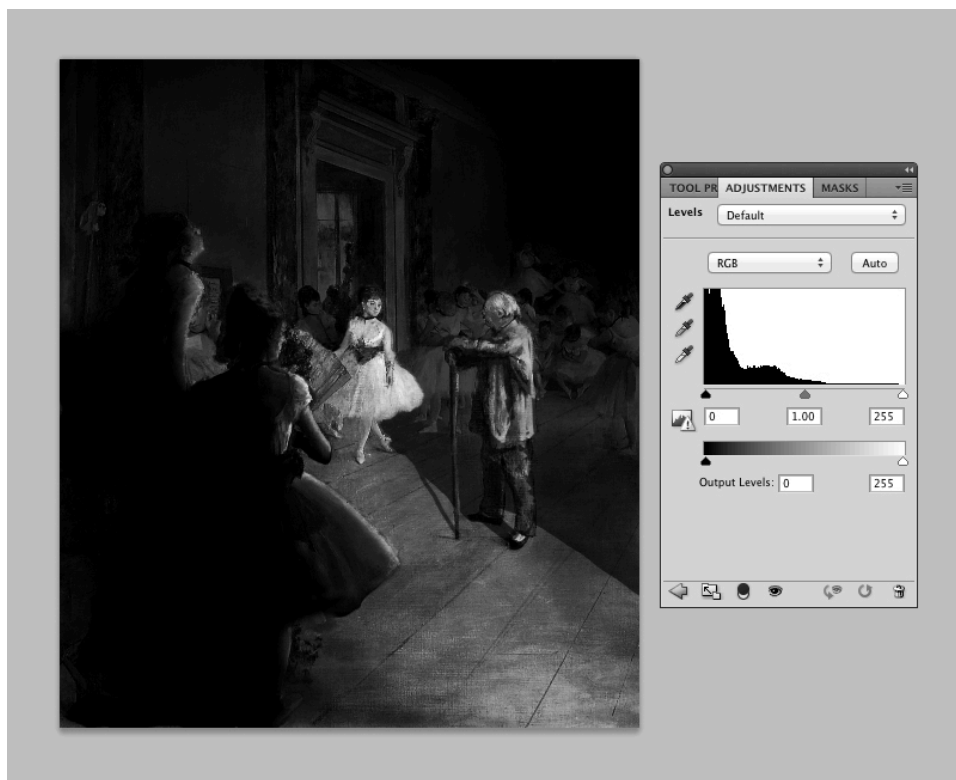 TOOL PR ADJUSTMENTS MASKS
Levels Default
RGB Auto
0 1.00 255
Output Levels: 0 255